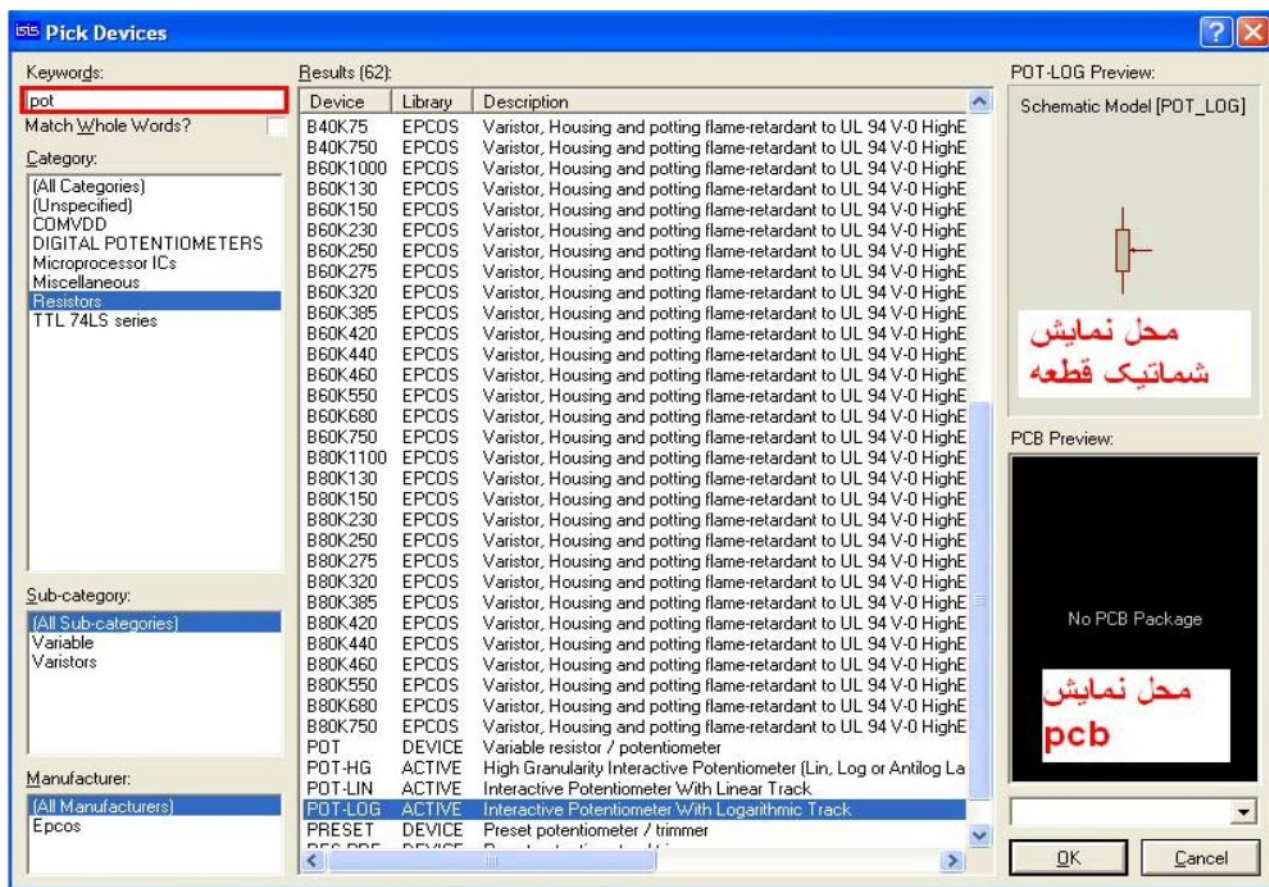 isis Pick Devices
Keywords:
pot
Match Whole Words?
Category:
(All Categories)
(Unspecified)
COMVDD
DIGITAL POTENTIOMETERS
Microprocessor ICs
Miscellaneous
Resistors
TTL 74LS series
Sub-category:
(All Sub-categories)
Variable
Varistors
Manufacturer:
(All Manufacturers)
Epcos
Results (62):
Device Library Description
B40K75 EPCOS Varistor, Housing and potting flame-retardant to UL 94 V-0 HighE
B40K750 EPCOS Varistor, Housing and potting flame-retardant to UL 94 V-0 HighE
B60K1000 EPCOS Varistor, Housing and potting flame-retardant to UL 94 V-0 HighE
B60K130 EPCOS Varistor, Housing and potting flame-retardant to UL 94 V-0 HighE
B60K150 EPCOS Varistor, Housing and potting flame-retardant to UL 94 V-0 HighE
B60K230 EPCOS Varistor, Housing and potting flame-retardant to UL 94 V-0 HighE
B60K250 EPCOS Varistor, Housing and potting flame-retardant to UL 94 V-0 HighE
B60K275 EPCOS Varistor, Housing and potting flame-retardant to UL 94 V-0 HighE
B60K320 EPCOS Varistor, Housing and potting flame-retardant to UL 94 V-0 HighE
B60K385 EPCOS Varistor, Housing and potting flame-retardant to UL 94 V-0 HighE
B60K420 EPCOS Varistor, Housing and potting flame-retardant to UL 94 V-0 HighE
B60K440 EPCOS Varistor, Housing and potting flame-retardant to UL 94 V-0 HighE
B60K460 EPCOS Varistor, Housing and potting flame-retardant to UL 94 V-0 HighE
B60K550 EPCOS Varistor, Housing and potting flame-retardant to UL 94 V-0 HighE
B60K680 EPCOS Varistor, Housing and potting flame-retardant to UL 94 V-0 HighE
B60K750 EPCOS Varistor, Housing and potting flame-retardant to UL 94 V-0 HighE
B80K1100 EPCOS Varistor, Housing and potting flame-retardant to UL 94 V-0 HighE
B80K130 EPCOS Varistor, Housing and potting flame-retardant to UL 94 V-0 HighE
B80K150 EPCOS Varistor, Housing and potting flame-retardant to UL 94 V-0 HighE
B80K230 EPCOS Varistor, Housing and potting flame-retardant to UL 94 V-0 HighE
B80K250 EPCOS Varistor, Housing and potting flame-retardant to UL 94 V-0 HighE
B80K275 EPCOS Varistor, Housing and potting flame-retardant to UL 94 V-0 HighE
B80K320 EPCOS Varistor, Housing and potting flame-retardant to UL 94 V-0 HighE
B80K385 EPCOS Varistor, Housing and potting flame-retardant to UL 94 V-0 HighE
B80K420 EPCOS Varistor, Housing and potting flame-retardant to UL 94 V-0 HighE
B80K440 EPCOS Varistor, Housing and potting flame-retardant to UL 94 V-0 HighE
B80K460 EPCOS Varistor, Housing and potting flame-retardant to UL 94 V-0 HighE
B80K550 EPCOS Varistor, Housing and potting flame-retardant to UL 94 V-0 HighE
B80K680 EPCOS Varistor, Housing and potting flame-retardant to UL 94 V-0 HighE
B80K750 EPCOS Varistor, Housing and potting flame-retardant to UL 94 V-0 HighE
POT DEVICE Variable resistor / potentiometer
POT-HG ACTIVE High Granularity Interactive Potentiometer (Lin, Log or Antilog La
POT-LIN ACTIVE Interactive Potentiometer With Linear Track
POT-LOG ACTIVE Interactive Potentiometer With Logarithmic Track
PRESET DEVICE Preset potentiometer / trimmer
POT-LOG Preview:
Schematic Model [POT_LOG]
محل نمایش
شماتیک قطعه
PCB Preview:
No PCB Package
محل نمایش
pcb
OK Cancel